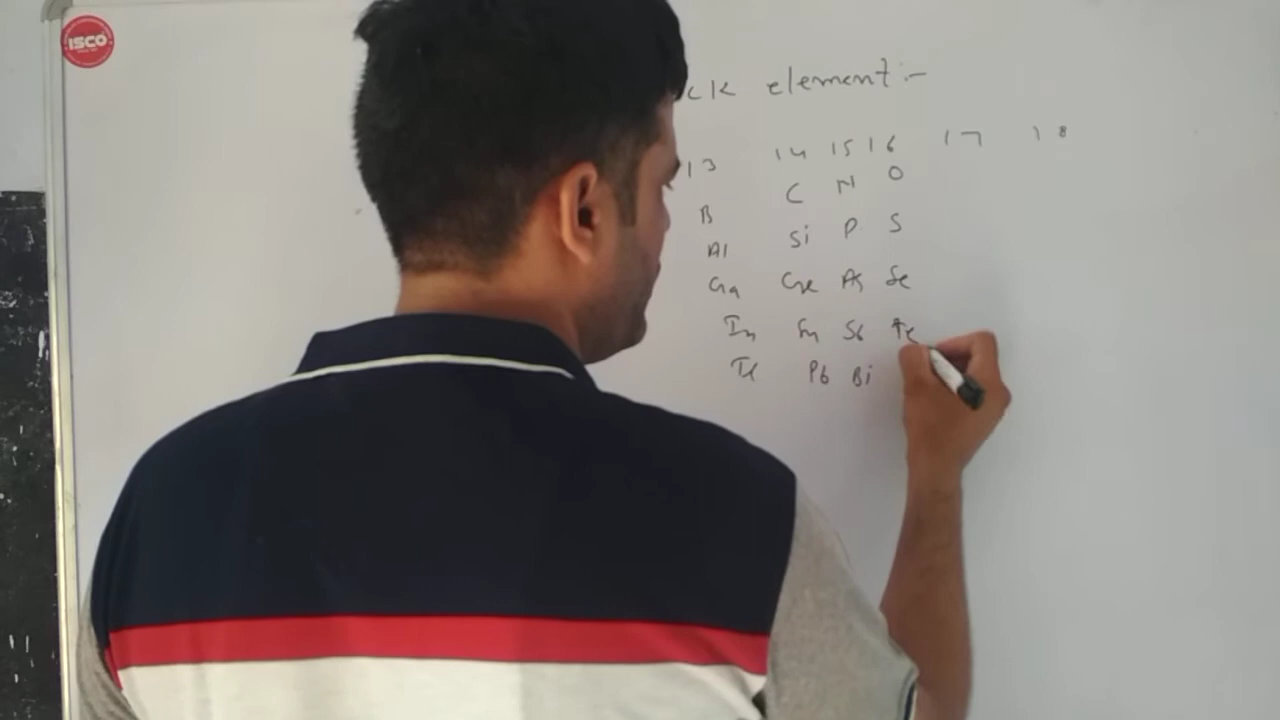 ISCO
ck element :-
13 14 15 16 17 18
B C N O
Al Si P S
Ga Ge As Se
In Sn Sb Te
Tl Pb Bi